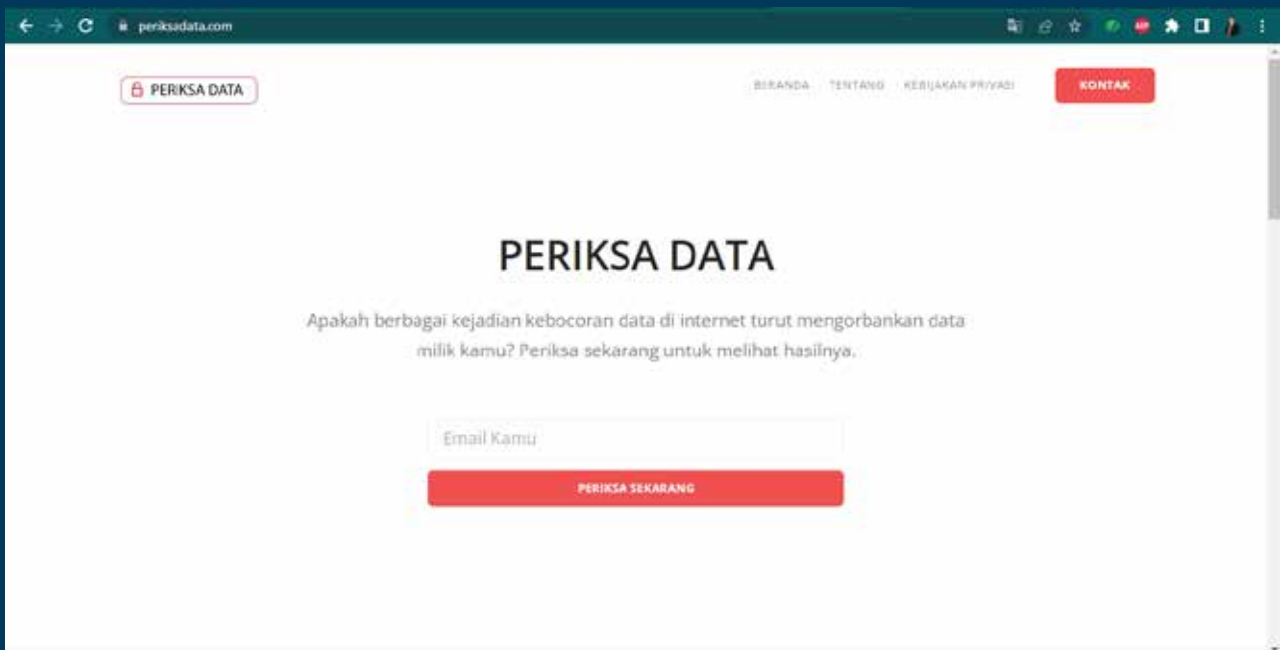 periksadata.com
PERIKSA DATA
BERANDA TENTANG KEBIJAKAN PRIVASI KONTAK
PERIKSA DATA
Apakah berbagai kejadian kebocoran data di internet turut mengorbankan data
milik kamu? Periksa sekarang untuk melihat hasilnya.
Email Kamu
PERIKSA SEKARANG